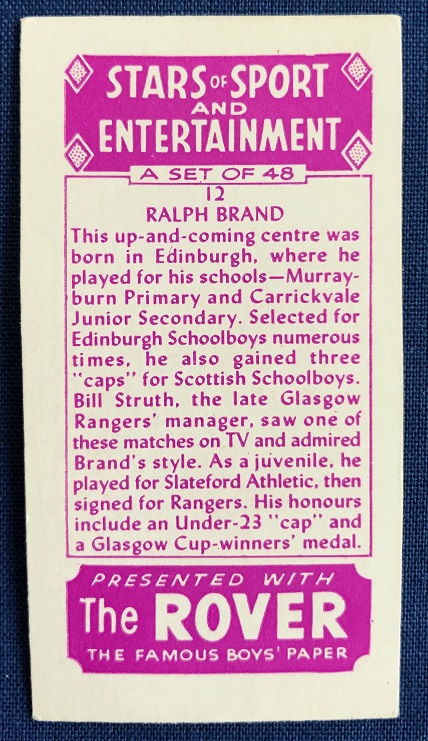 STARS OF SPORT
AND
ENTERTAINMENT
A SET OF 48
12
RALPH BRAND
This up-and-coming centre was
born in Edinburgh, where he
played for his schools—Murray-
burn Primary and Carrickvale
Junior Secondary. Selected for
Edinburgh Schoolboys numerous
times, he also gained three
"caps" for Scottish Schoolboys.
Bill Struth, the late Glasgow
Rangers' manager, saw one of
these matches on TV and admired
Brand's style. As a juvenile, he
played for Slateford Athletic, then
signed for Rangers. His honours
include an Under-23 "cap" and
a Glasgow Cup-winners' medal.
PRESENTED WITH
The ROVER
THE FAMOUS BOYS' PAPER